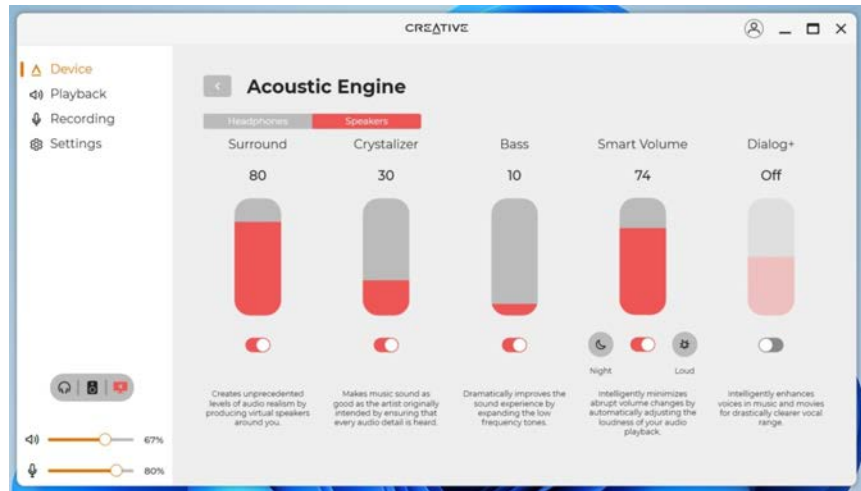 CREATIVE
Device
Playback
Recording
Settings
Acoustic Engine
Headphones Speakers
Surround Crystalizer Bass Smart Volume Dialog+
80 30 10 74 Off
Night Loud
Creates unprecedented
levels of audio realism by
producing virtual speakers
around you.
Makes music sound as
good as the artist originally
intended by ensuring that
every audio detail is heard.
Dramatically improves the
sound experience by
expanding the low
frequency tones.
Intelligently minimizes
abrupt volume changes by
automatically adjusting the
loudness of your audio
playback.
Intelligently enhances
voices in music and movies
for drastically clearer vocal
range.
67%
80%